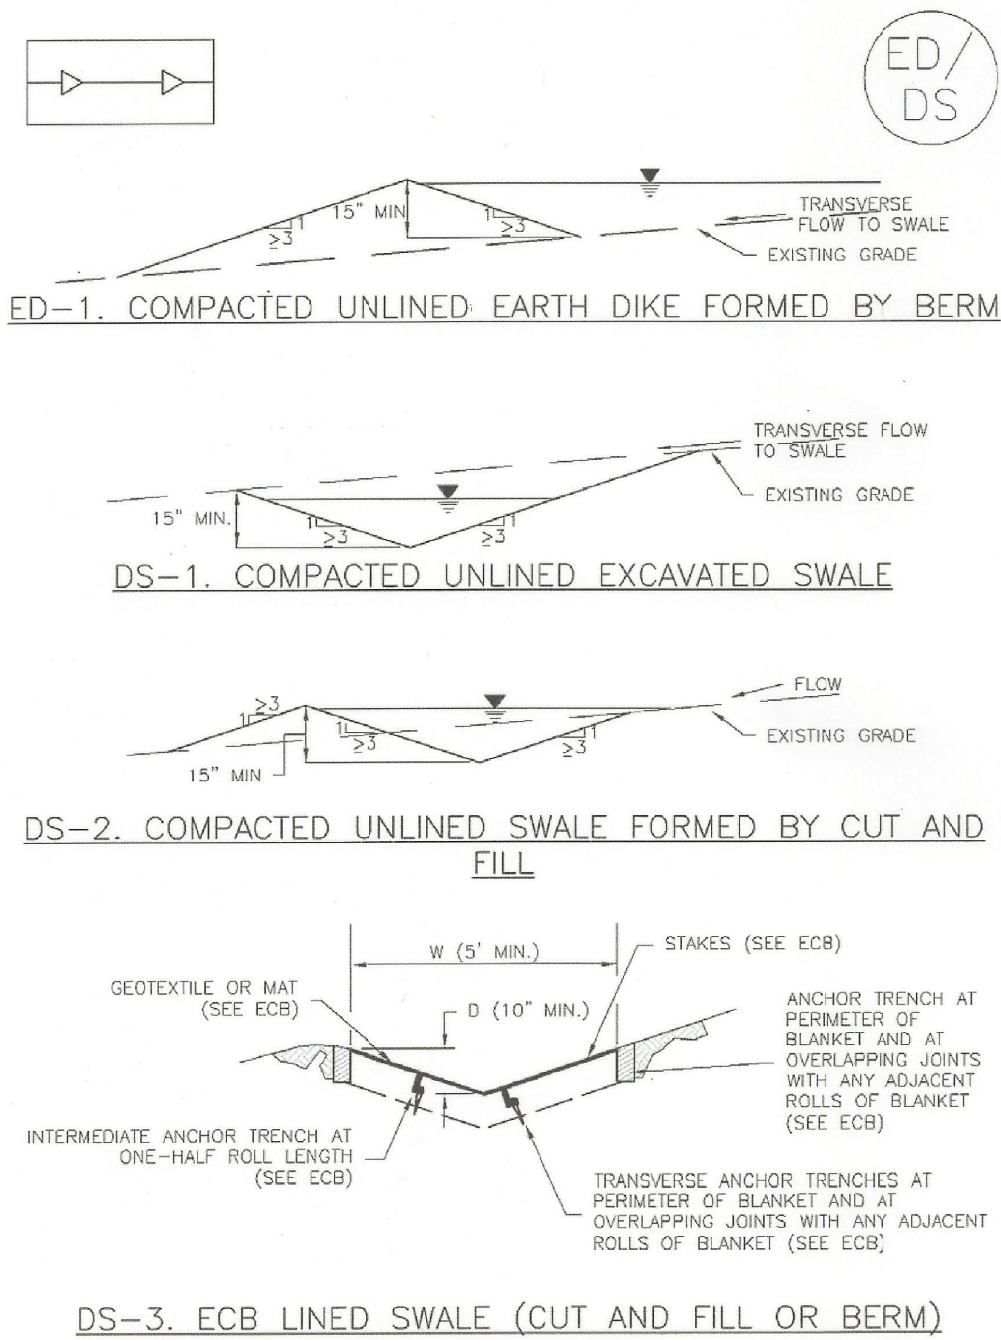 ED/
DS
15" MIN
1
≥3
1
≥3
TRANSVERSE
FLOW TO SWALE
EXISTING GRADE
ED-1. COMPACTED UNLINED EARTH DIKE FORMED BY BERM
TRANSVERSE FLOW
TO SWALE
EXISTING GRADE
15" MIN.
1
≥3
1
≥3
DS-1. COMPACTED UNLINED EXCAVATED SWALE
≥3
1
FLOW
1
≥3
1
≥3
EXISTING GRADE
15" MIN
DS-2. COMPACTED UNLINED SWALE FORMED BY CUT AND
FILL
W (5' MIN.)
STAKES (SEE ECB)
GEOTEXTILE OR MAT
(SEE ECB)
D (10" MIN.)
ANCHOR TRENCH AT
PERIMETER OF
BLANKET AND AT
OVERLAPPING JOINTS
WITH ANY ADJACENT
ROLLS OF BLANKET
(SEE ECB)
INTERMEDIATE ANCHOR TRENCH AT
ONE-HALF ROLL LENGTH
(SEE ECB)
TRANSVERSE ANCHOR TRENCHES AT
PERIMETER OF BLANKET AND AT
OVERLAPPING JOINTS WITH ANY ADJACENT
ROLLS OF BLANKET (SEE ECB)
DS-3. ECB LINED SWALE (CUT AND FILL OR BERM)